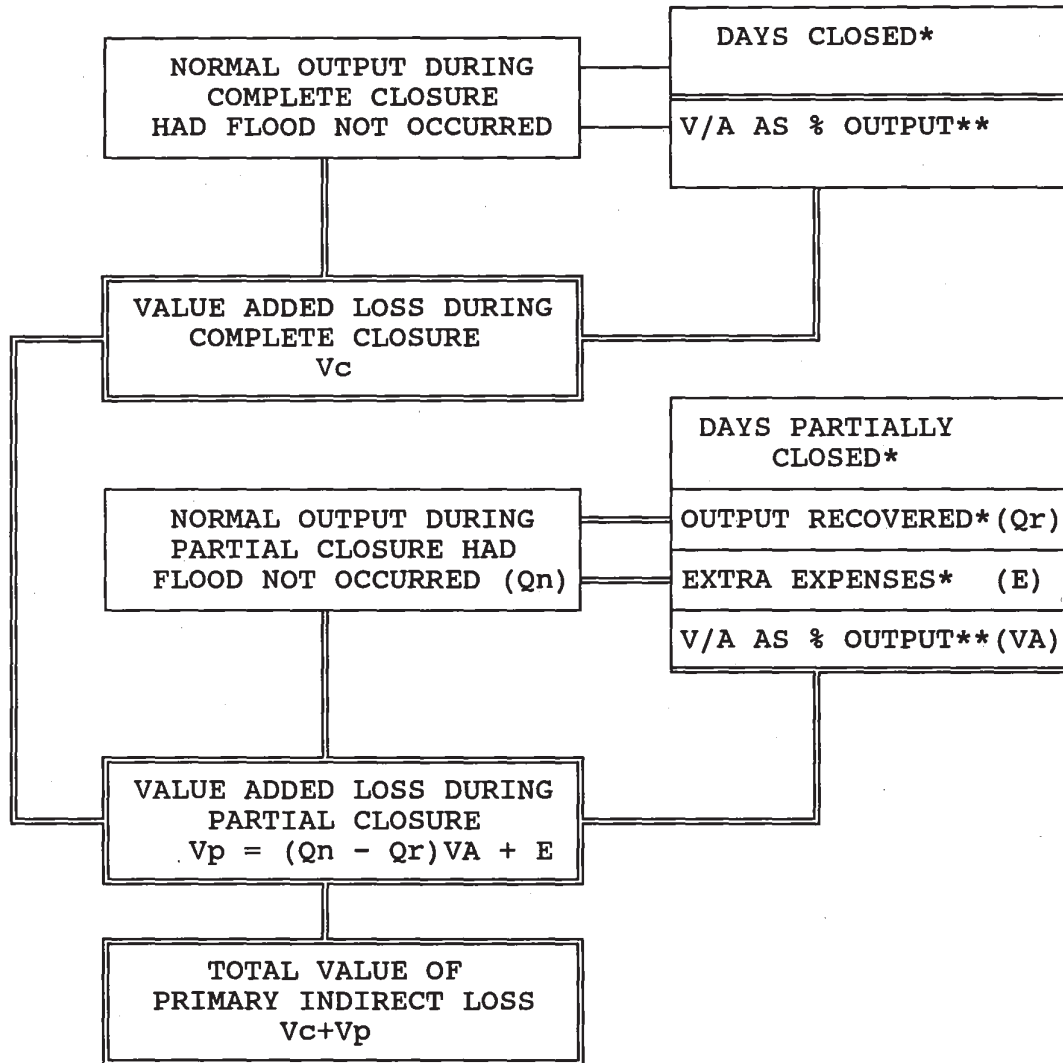 DAYS CLOSED*
NORMAL OUTPUT DURING
COMPLETE CLOSURE
HAD FLOOD NOT OCCURRED
V/A AS % OUTPUT**
VALUE ADDED LOSS DURING
COMPLETE CLOSURE
Vc
DAYS PARTIALLY
CLOSED*
NORMAL OUTPUT DURING
PARTIAL CLOSURE HAD
FLOOD NOT OCCURRED (Qn)
OUTPUT RECOVERED* (Qr)
EXTRA EXPENSES* (E)
V/A AS % OUTPUT** (VA)
VALUE ADDED LOSS DURING
PARTIAL CLOSURE
Vp = (Qn - Qr)VA + E
TOTAL VALUE OF
PRIMARY INDIRECT LOSS
Vc+Vp